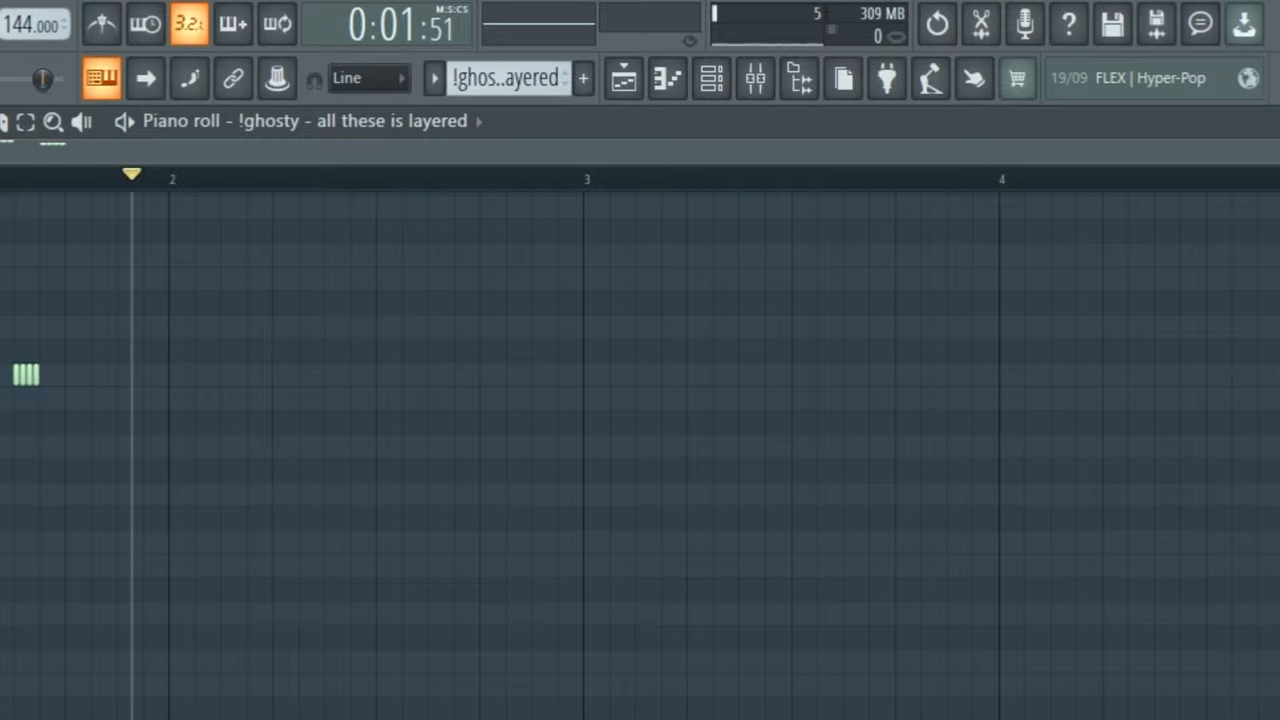 144.000
3.2.
0:01:51
M:S:CS
5
309 MB
0
?
Line
!ghos..ayered
+
19/09 FLEX | Hyper-Pop
Piano roll - !ghosty - all these is layered
2
3
4